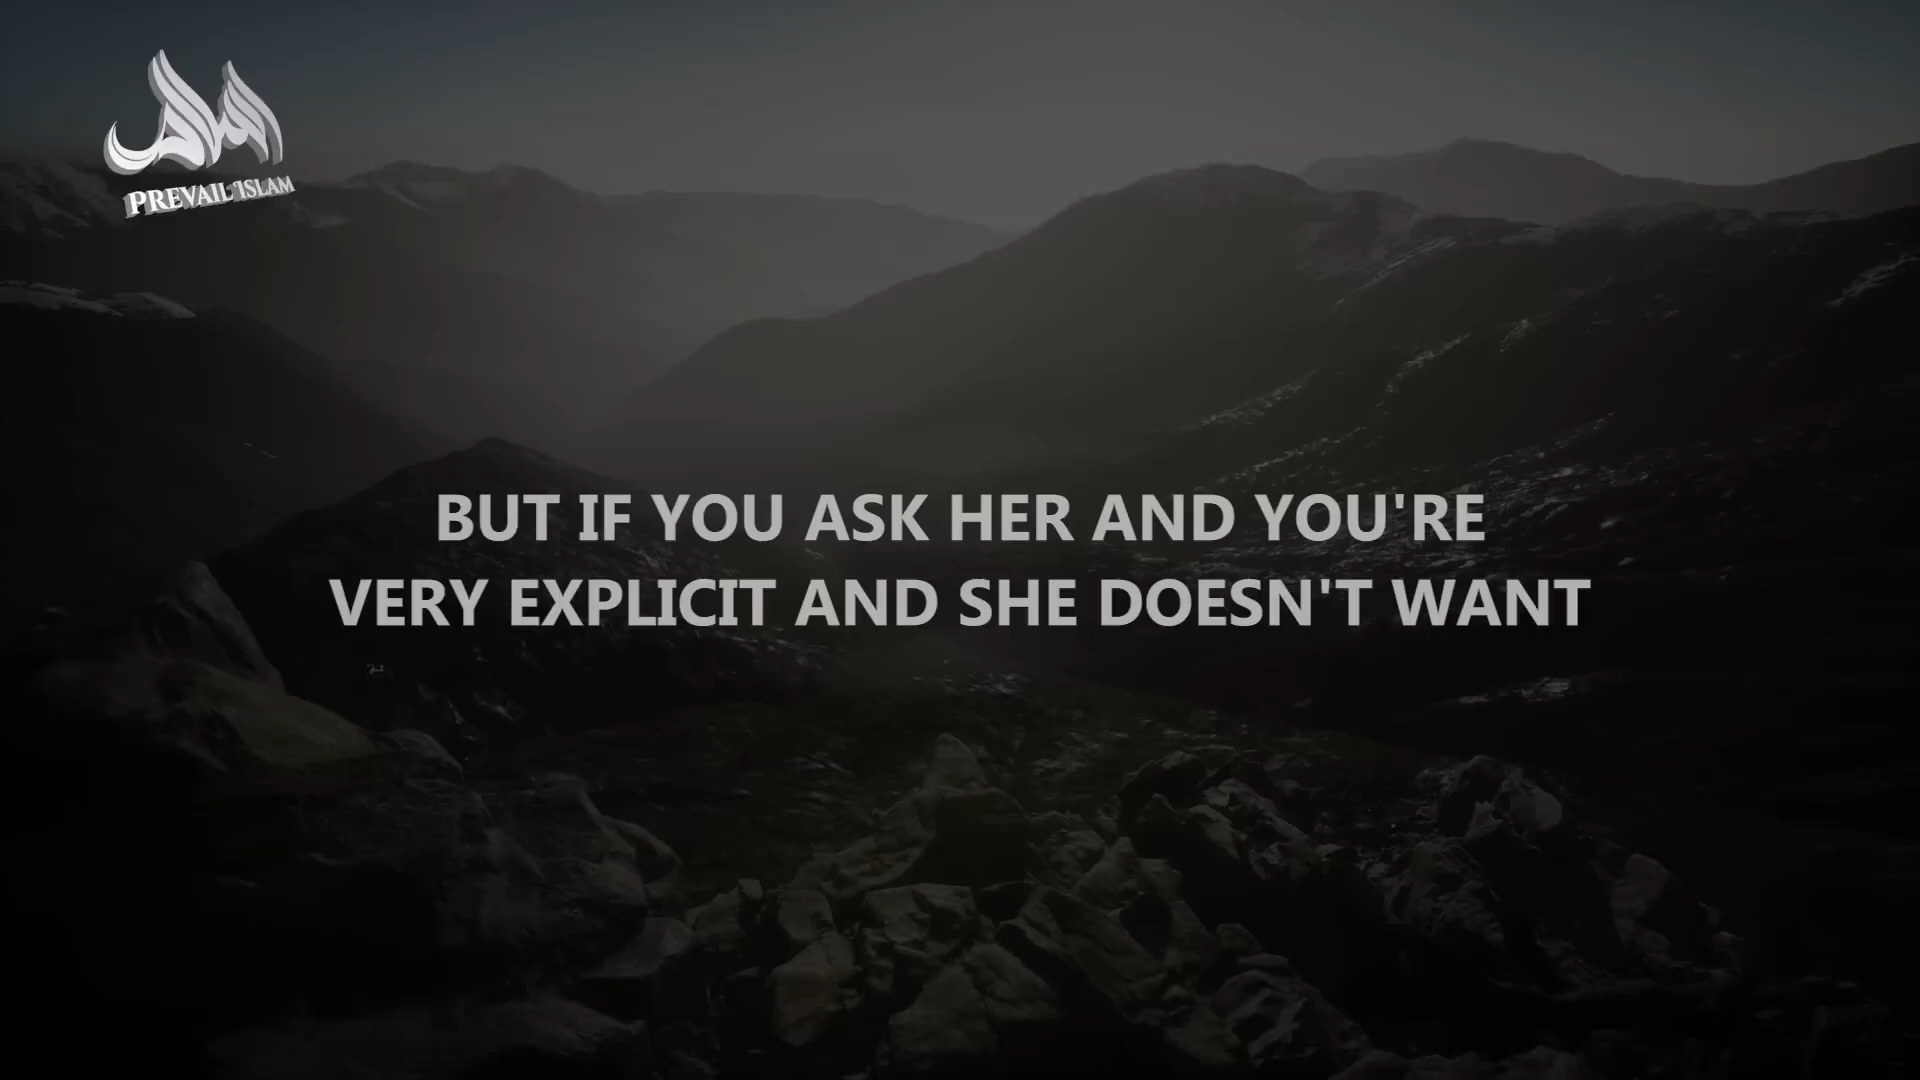 PREVAIL ISLAM
BUT IF YOU ASK HER AND YOU'RE
VERY EXPLICIT AND SHE DOESN'T WANT